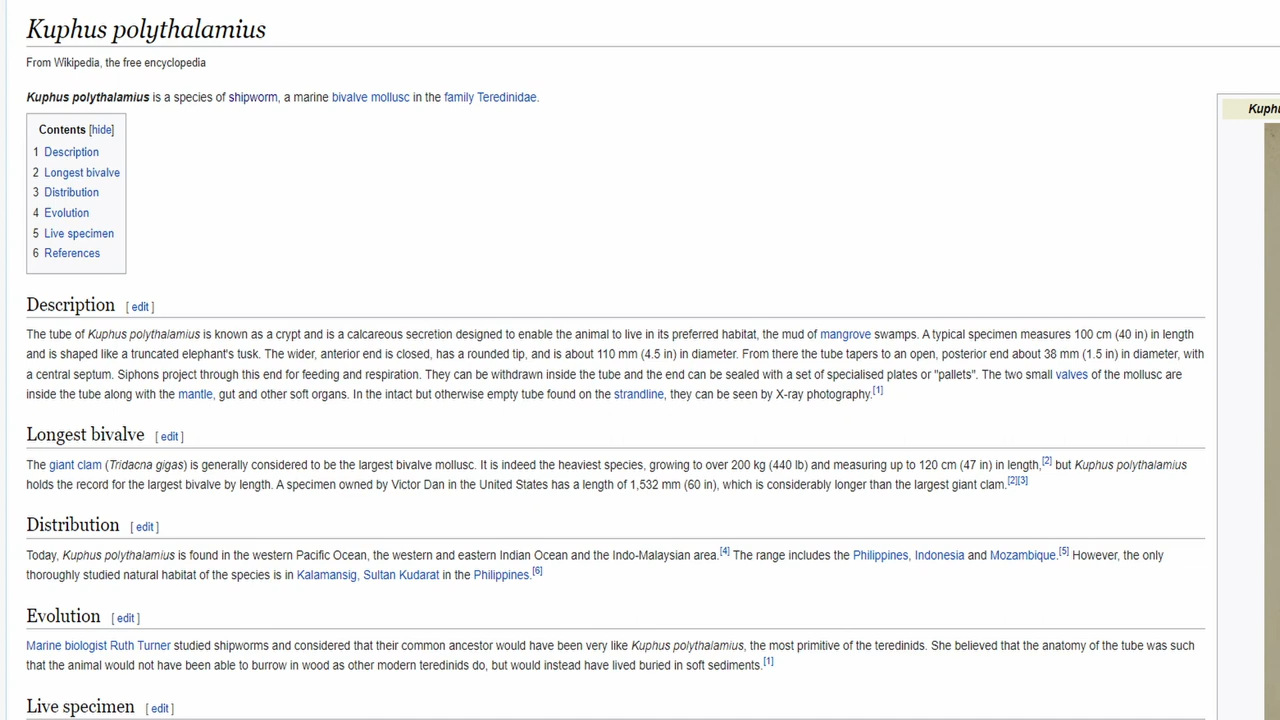 Kuphus polythalamius
From Wikipedia, the free encyclopedia
Kuphus polythalamius is a species of shipworm, a marine bivalve mollusc in the family Teredinidae.
Contents [hide]
1 Description
2 Longest bivalve
3 Distribution
4 Evolution
5 Live specimen
6 References
Description [ edit ]
The tube of Kuphus polythalamius is known as a crypt and is a calcareous secretion designed to enable the animal to live in its preferred habitat, the mud of mangrove swamps. A typical specimen measures 100 cm (40 in) in length
and is shaped like a truncated elephant's tusk. The wider, anterior end is closed, has a rounded tip, and is about 110 mm (4.5 in) in diameter. From there the tube tapers to an open, posterior end about 38 mm (1.5 in) in diameter, with
a central septum. Siphons project through this end for feeding and respiration. They can be withdrawn inside the tube and the end can be sealed with a set of specialised plates or "pallets". The two small valves of the mollusc are
inside the tube along with the mantle, gut and other soft organs. In the intact but otherwise empty tube found on the strandline, they can be seen by X-ray photography.[1]
Longest bivalve [ edit ]
The giant clam (Tridacna gigas) is generally considered to be the largest bivalve mollusc. It is indeed the heaviest species, growing to over 200 kg (440 lb) and measuring up to 120 cm (47 in) in length,[2] but Kuphus polythalamius
holds the record for the largest bivalve by length. A specimen owned by Victor Dan in the United States has a length of 1,532 mm (60 in), which is considerably longer than the largest giant clam.[2][3]
Distribution [ edit ]
Today, Kuphus polythalamius is found in the western Pacific Ocean, the western and eastern Indian Ocean and the Indo-Malaysian area.[4] The range includes the Philippines, Indonesia and Mozambique.[5] However, the only
thoroughly studied natural habitat of the species is in Kalamansig, Sultan Kudarat in the Philippines.[6]
Evolution [ edit ]
Marine biologist Ruth Turner studied shipworms and considered that their common ancestor would have been very like Kuphus polythalamius, the most primitive of the teredinids. She believed that the anatomy of the tube was such
that the animal would not have been able to burrow in wood as other modern teredinids do, but would instead have lived buried in soft sediments.[1]
Live specimen [ edit ]